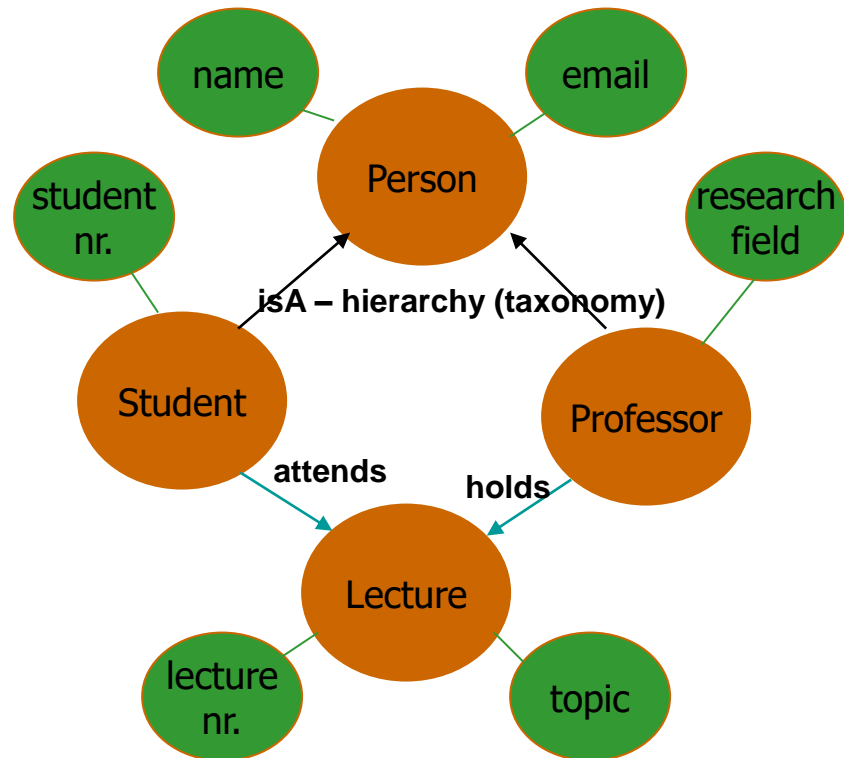 name
email
Person
student
nr.
research
field
isA – hierarchy (taxonomy)
Student
Professor
attends
holds
Lecture
lecture
nr.
topic